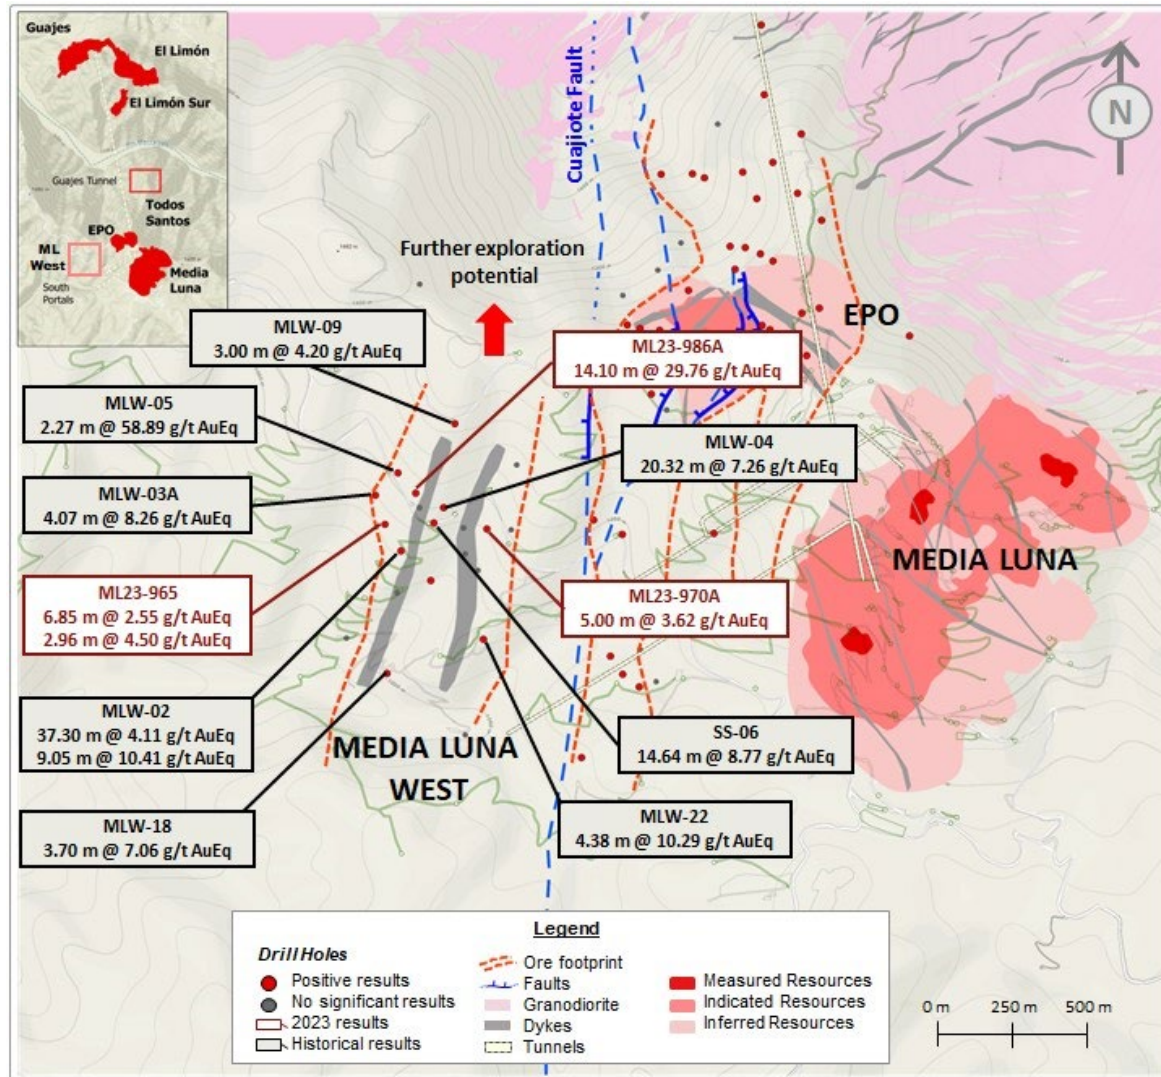 Guajes
El Limón
El Limón Sur
Guajes Tunnel
Todos
Santos
EPO
ML
West
South
Portals
Media
Luna
Cuajiote Fault
N
Further exploration
potential
EPO
MLW-09
3.00 m @ 4.20 g/t AuEq
ML23-986A
14.10 m @ 29.76 g/t AuEq
MLW-05
2.27 m @ 58.89 g/t AuEq
MLW-04
20.32 m @ 7.26 g/t AuEq
MLW-03A
4.07 m @ 8.26 g/t AuEq
MEDIA LUNA
ML23-965
6.85 m @ 2.55 g/t AuEq
2.96 m @ 4.50 g/t AuEq
ML23-970A
5.00 m @ 3.62 g/t AuEq
MLW-02
37.30 m @ 4.11 g/t AuEq
9.05 m @ 10.41 g/t AuEq
SS-06
14.64 m @ 8.77 g/t AuEq
MEDIA LUNA
WEST
MLW-18
3.70 m @ 7.06 g/t AuEq
MLW-22
4.38 m @ 10.29 g/t AuEq
Legend
Drill Holes
Positive results
No significant results
2023 results
Historical results
Ore footprint
Faults
Granodiorite
Dykes
Tunnels
Measured Resources
Indicated Resources
Inferred Resources
0 m 250 m 500 m